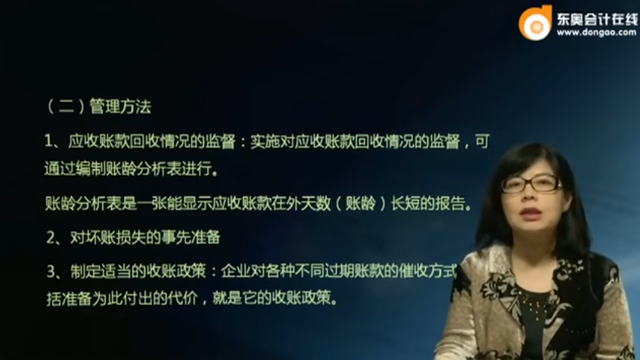 东奥会计在线
www.dongao.com
（二）管理方法
1、应收账款回收情况的监督：实施对应收账款回收情况的监督，可
通过编制账龄分析表进行。
账龄分析表是一张能显示应收账款在外天数（账龄）长短的报告。
2、对坏账损失的事先准备
3、制定适当的收账政策：企业对各种不同过期账款的催收方式
括准备为此付出的代价，就是它的收账政策。